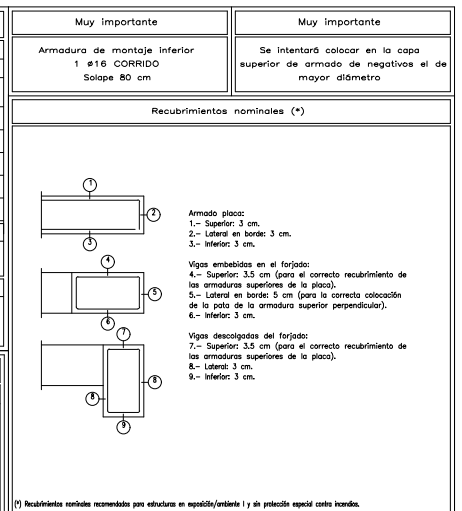 Muy importante
Armadura de montaje inferior
1 ø16 CORRIDO
Solape 80 cm
Muy importante
Se intentará colocar en la capa
superior de armado de negativos el de
mayor diámetro
Recubrimientos nominales (*)
1
2
3
Armado placa:
1.- Superior: 3 cm.
2.- Lateral en borde: 3 cm.
3.- Inferior: 3 cm.
4
5
6
Vigas embebidas en el forjado:
4.- Superior: 3.5 cm (para el correcto recubrimiento de
las armaduras superiores de la placa).
5.- Lateral en borde: 5 cm (para la correcta colocación
de la pata de la armadura superior perpendicular).
6.- Inferior: 3 cm.
7
8
8
9
Vigas descolgadas del forjado:
7.- Superior: 3.5 cm (para el correcto recubrimiento de
las armaduras superiores de la placa).
8.- Lateral: 3 cm.
9.- Inferior: 3 cm.
(*) Recubrimientos nominales recomendados para estructuras en exposición/ambiente I y sin protección especial contra incendios.